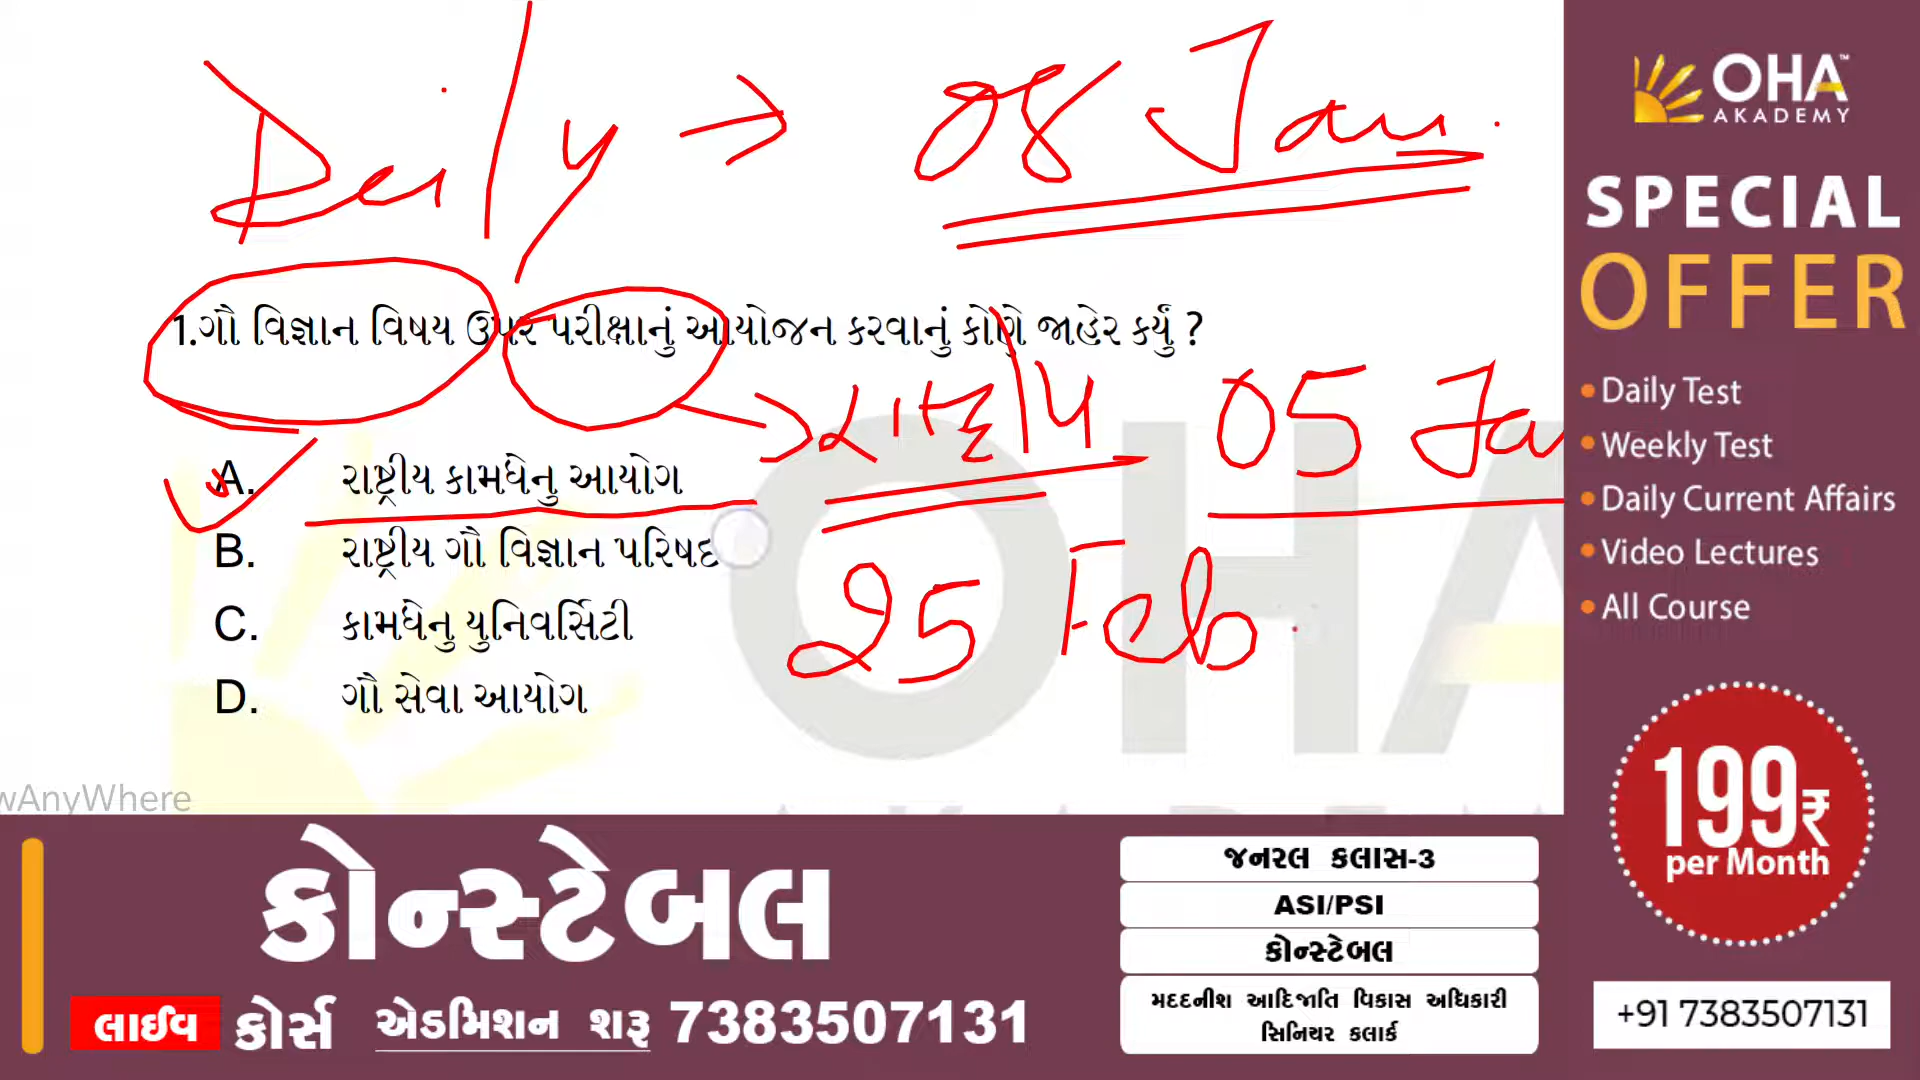 Daily → 08 Jan.
1.ગૌ વિજ્ઞાન વિષય ઉપર પરીક્ષાનું આયોજન કરવાનું કોણે જાહેર કર્યું ?
રાષ્ટ્રીય 05 Jan
A. રાષ્ટ્રીય કામધેનુ આયોગ
B. રાષ્ટ્રીય ગૌ વિજ્ઞાન પરિષદ
25 Feb
C. કામધેનુ યુનિવર્સિટી
D. ગૌ સેવા આયોગ
wAnyWhere
OHA™
AKADEMY
SPECIAL
OFFER
• Daily Test
• Weekly Test
• Daily Current Affairs
• Video Lectures
• All Course
199₹
per Month
+91 7383507131
કોન્સ્ટેબલ
લાઈવ કોર્સ એડમિશન શરૂ 7383507131
જનરલ કલાસ-3
ASI/PSI
કોન્સ્ટેબલ
મદદનીશ આદિજાતિ વિકાસ અધિકારી
સિનિયર કલાર્ક